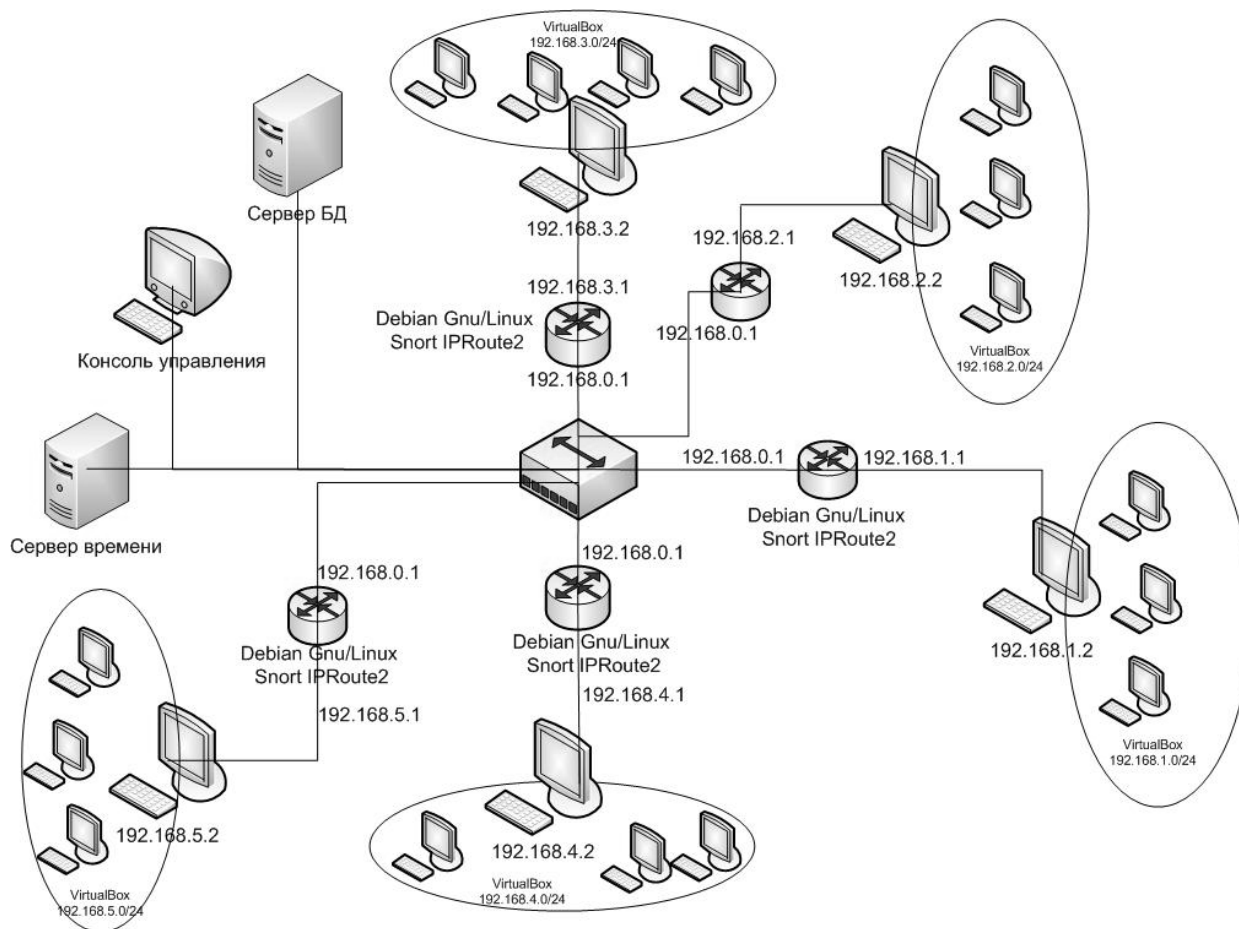 VirtualBox
192.168.3.0/24
Сервер БД
192.168.3.2
192.168.2.1
192.168.2.2
Консоль управления
192.168.3.1
Debian Gnu/Linux
Snort IPRoute2
192.168.0.1
192.168.0.1
VirtualBox
192.168.2.0/24
192.168.0.1
192.168.1.1
Debian Gnu/Linux
Snort IPRoute2
Сервер времени
192.168.0.1
192.168.0.1
Debian Gnu/Linux
Snort IPRoute2
Debian Gnu/Linux
Snort IPRoute2
192.168.1.2
192.168.4.1
192.168.5.1
VirtualBox
192.168.1.0/24
192.168.5.2
192.168.4.2
VirtualBox
192.168.4.0/24
VirtualBox
192.168.5.0/24